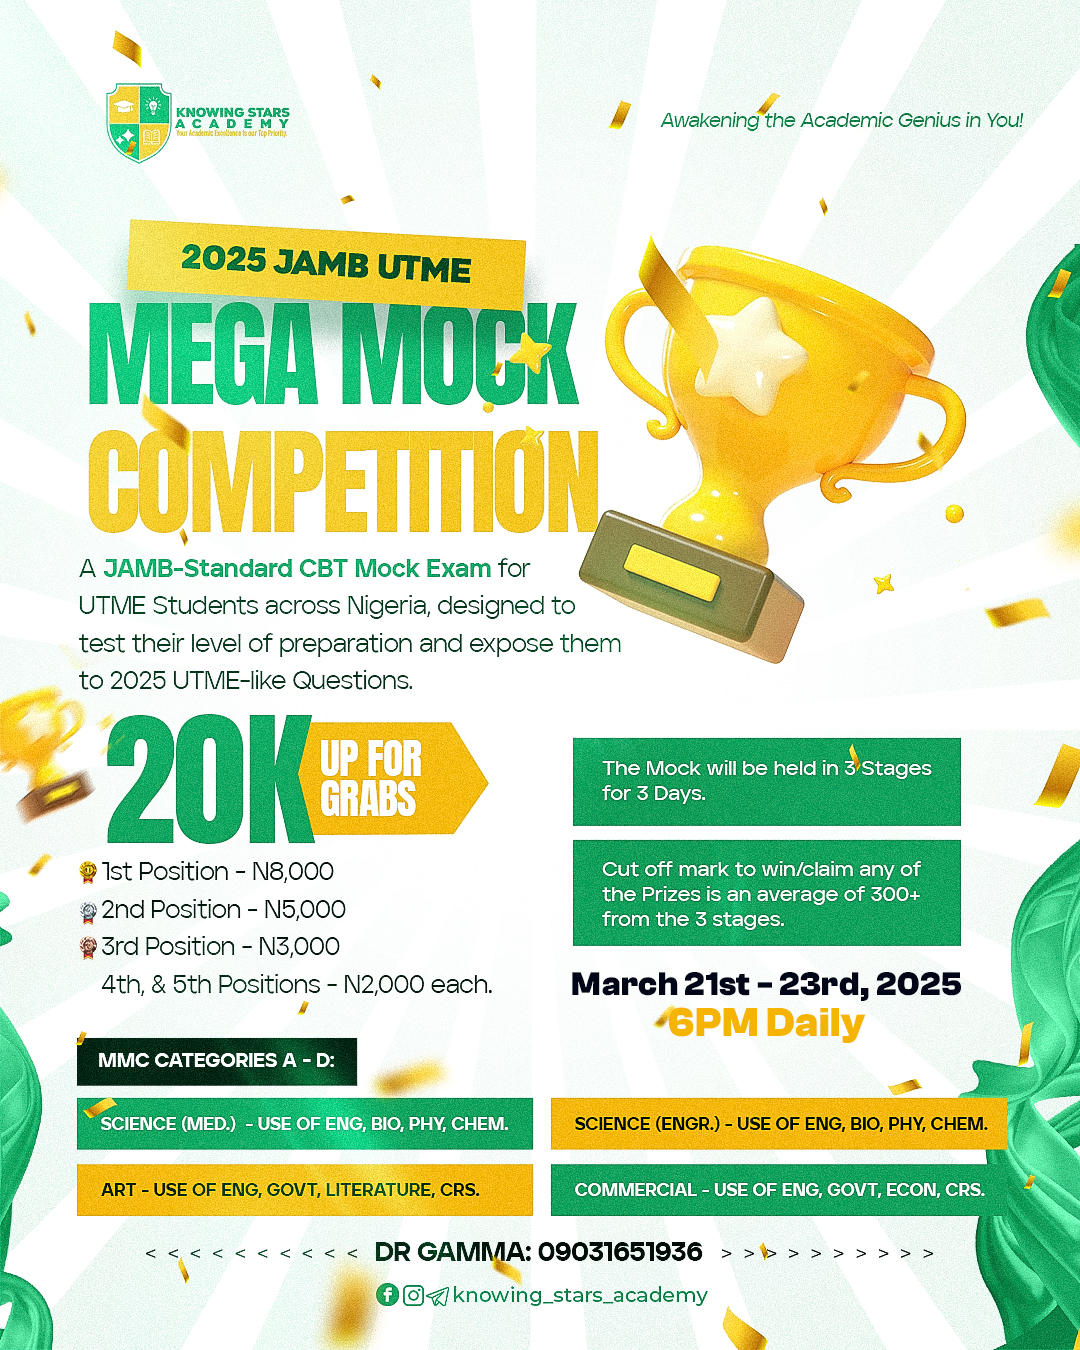 KNOWING STARS
ACADEMY
Your Academic Excellence is our Top Priority.
Awakening the Academic Genius in You!
2025 JAMB UTME
MEGA MOCK
COMPETITION
A JAMB-Standard CBT Mock Exam for
UTME Students across Nigeria, designed to
test their level of preparation and expose them
to 2025 UTME-like Questions.
20K
UP FOR
GRABS
1st Position - N8,000
2nd Position - N5,000
3rd Position - N3,000
4th, & 5th Positions - N2,000 each.
The Mock will be held in 3 Stages
for 3 Days.
Cut off mark to win/claim any of
the Prizes is an average of 300+
from the 3 stages.
March 21st - 23rd, 2025
6PM Daily
MMC CATEGORIES A - D:
SCIENCE (MED.) - USE OF ENG, BIO, PHY, CHEM.
SCIENCE (ENGR.) - USE OF ENG, BIO, PHY, CHEM.
ART - USE OF ENG, GOVT, LITERATURE, CRS.
COMMERCIAL - USE OF ENG, GOVT, ECON, CRS.
< < < < < < < < < < DR GAMMA: 09031651936 > > > > > > > > > >
knowing_stars_academy